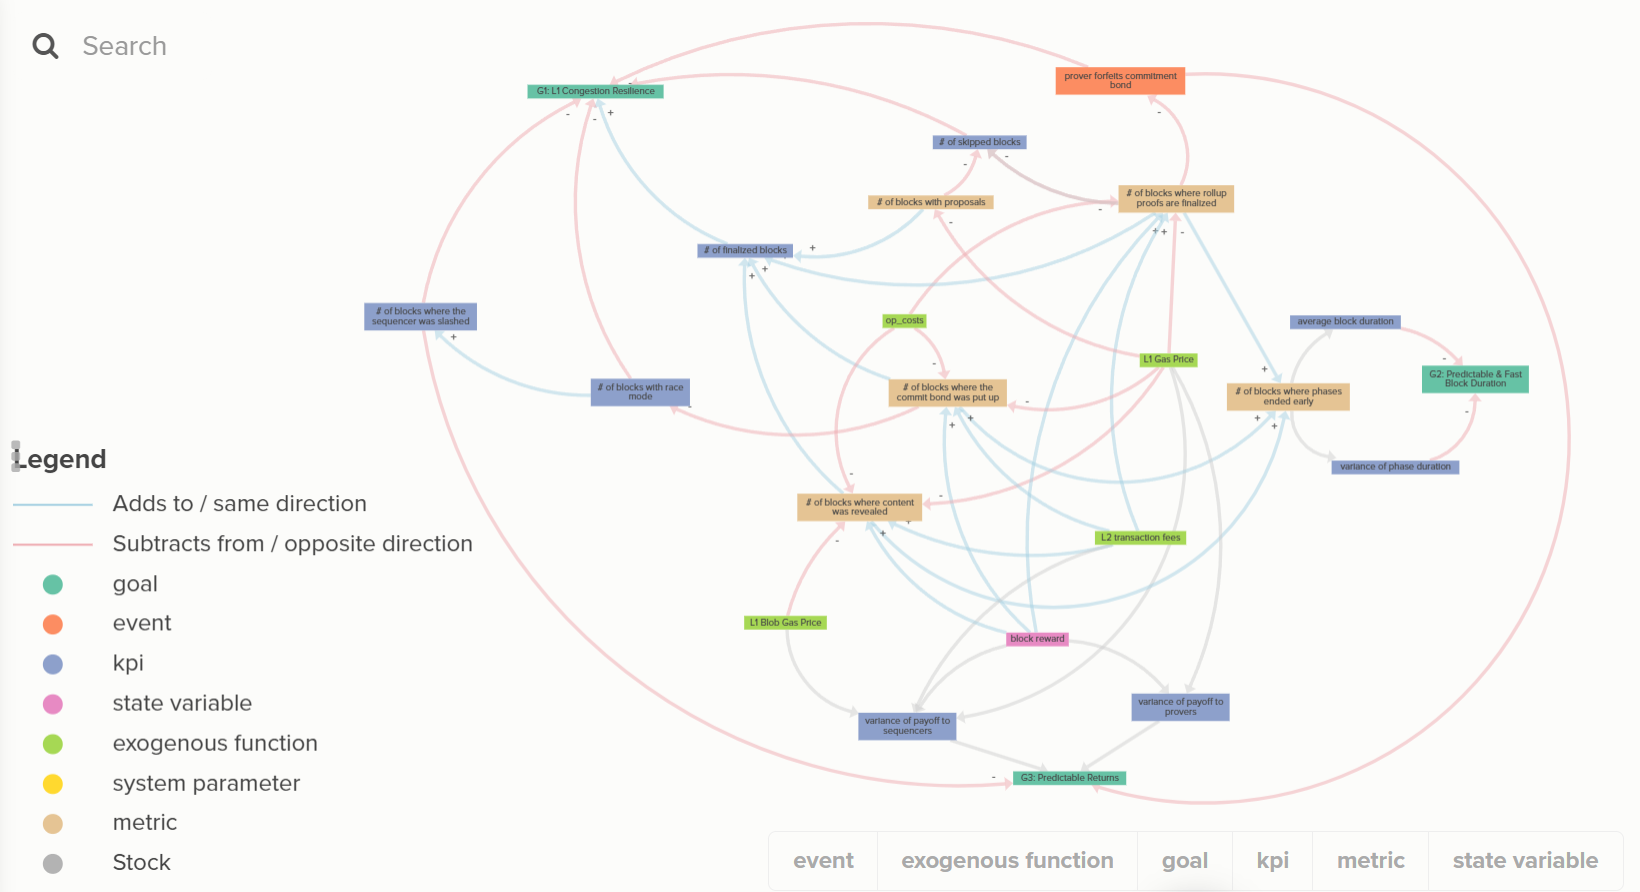 Search
prover forfeits commitment
bond
G1: L1 Congestion Resilience
# of skipped blocks
# of blocks where rollup
proofs are finalized
# of blocks with proposals
# of finalized blocks
# of blocks where the
sequencer was slashed
op_costs
average block duration
L1 Gas Price
G2: Predictable & Fast
Block Duration
# of blocks with race
mode
# of blocks where the
commit bond was put up
# of blocks where phases
ended early
variance of phase duration
# of blocks where content
was revealed
L2 transaction fees
L1 Blob Gas Price
block reward
variance of payoff to
provers
variance of payoff to
sequencers
G3: Predictable Returns
Legend
Adds to / same direction
Subtracts from / opposite direction
goal
event
kpi
state variable
exogenous function
system parameter
metric
Stock
event
exogenous function
goal
kpi
metric
state variable